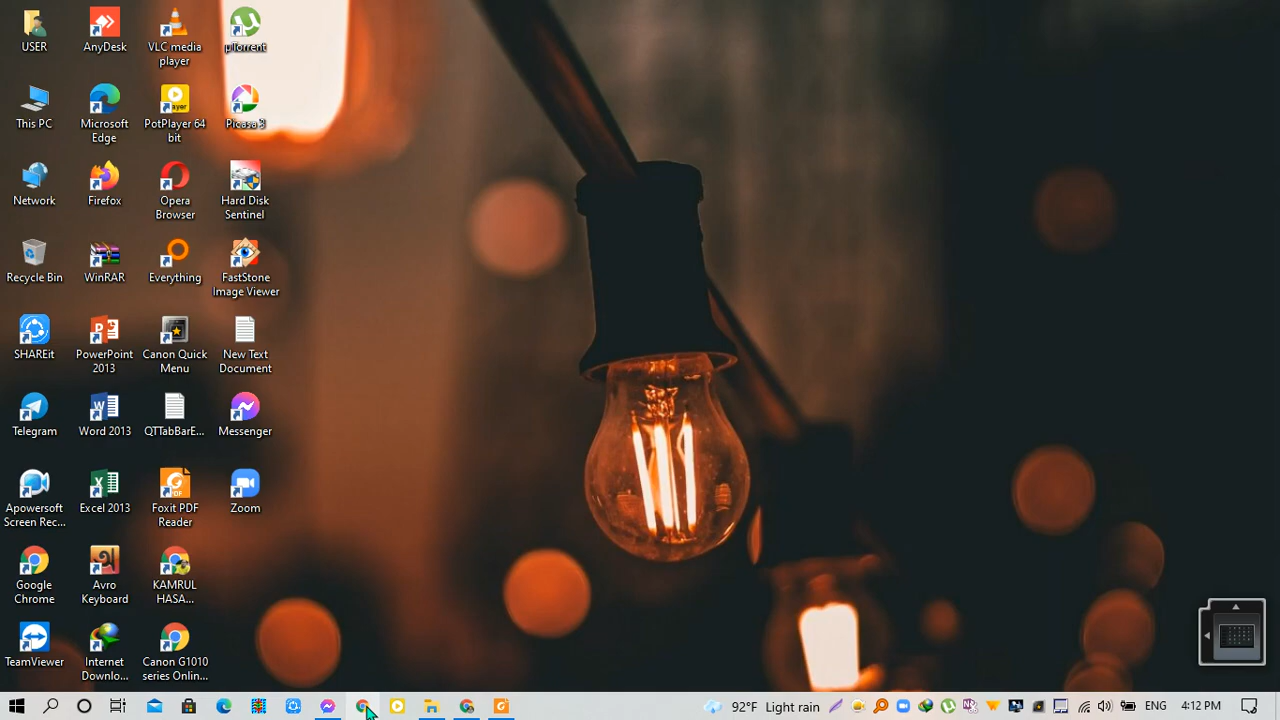 USER
AnyDesk
VLC media
player
µTorrent
This PC
Microsoft
Edge
PotPlayer 64
bit
Picasa 3
Network
Firefox
Opera
Browser
Hard Disk
Sentinel
Recycle Bin
WinRAR
Everything
FastStone
Image Viewer
SHAREit
PowerPoint
2013
Canon Quick
Menu
New Text
Document
Telegram
Word 2013
QTTabBarE...
Messenger
Apowersoft
Screen Rec...
Excel 2013
Foxit PDF
Reader
Zoom
Google
Chrome
Avro
Keyboard
KAMRUL
HASA...
TeamViewer
Internet
Downlo...
Canon G1010
series Onlin...
92°F Light rain
ENG
4:12 PM